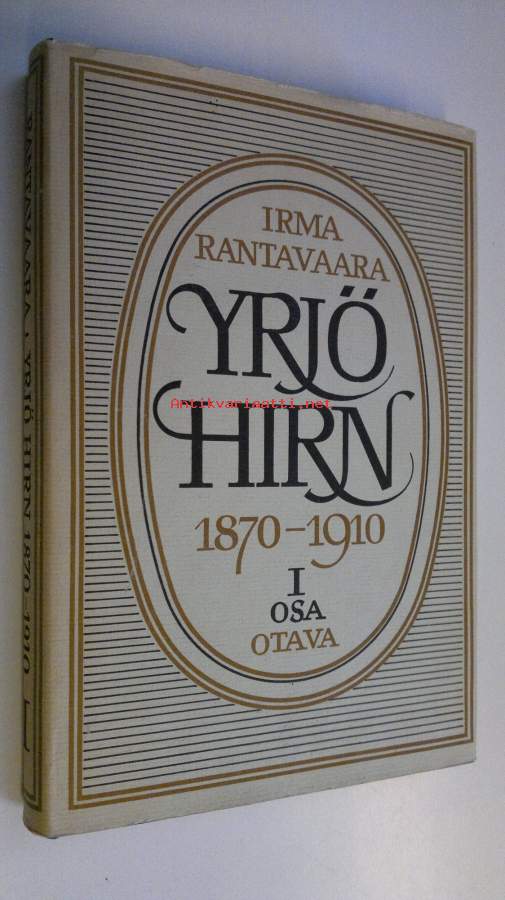 IRMA
RANTAVAARA
YRJÖ
Antikvariaatti.net
HIRN
1870–1910
I
OSA
OTAVA
RANTAVAARA · YRJÖ HIRN 1870–1910 I